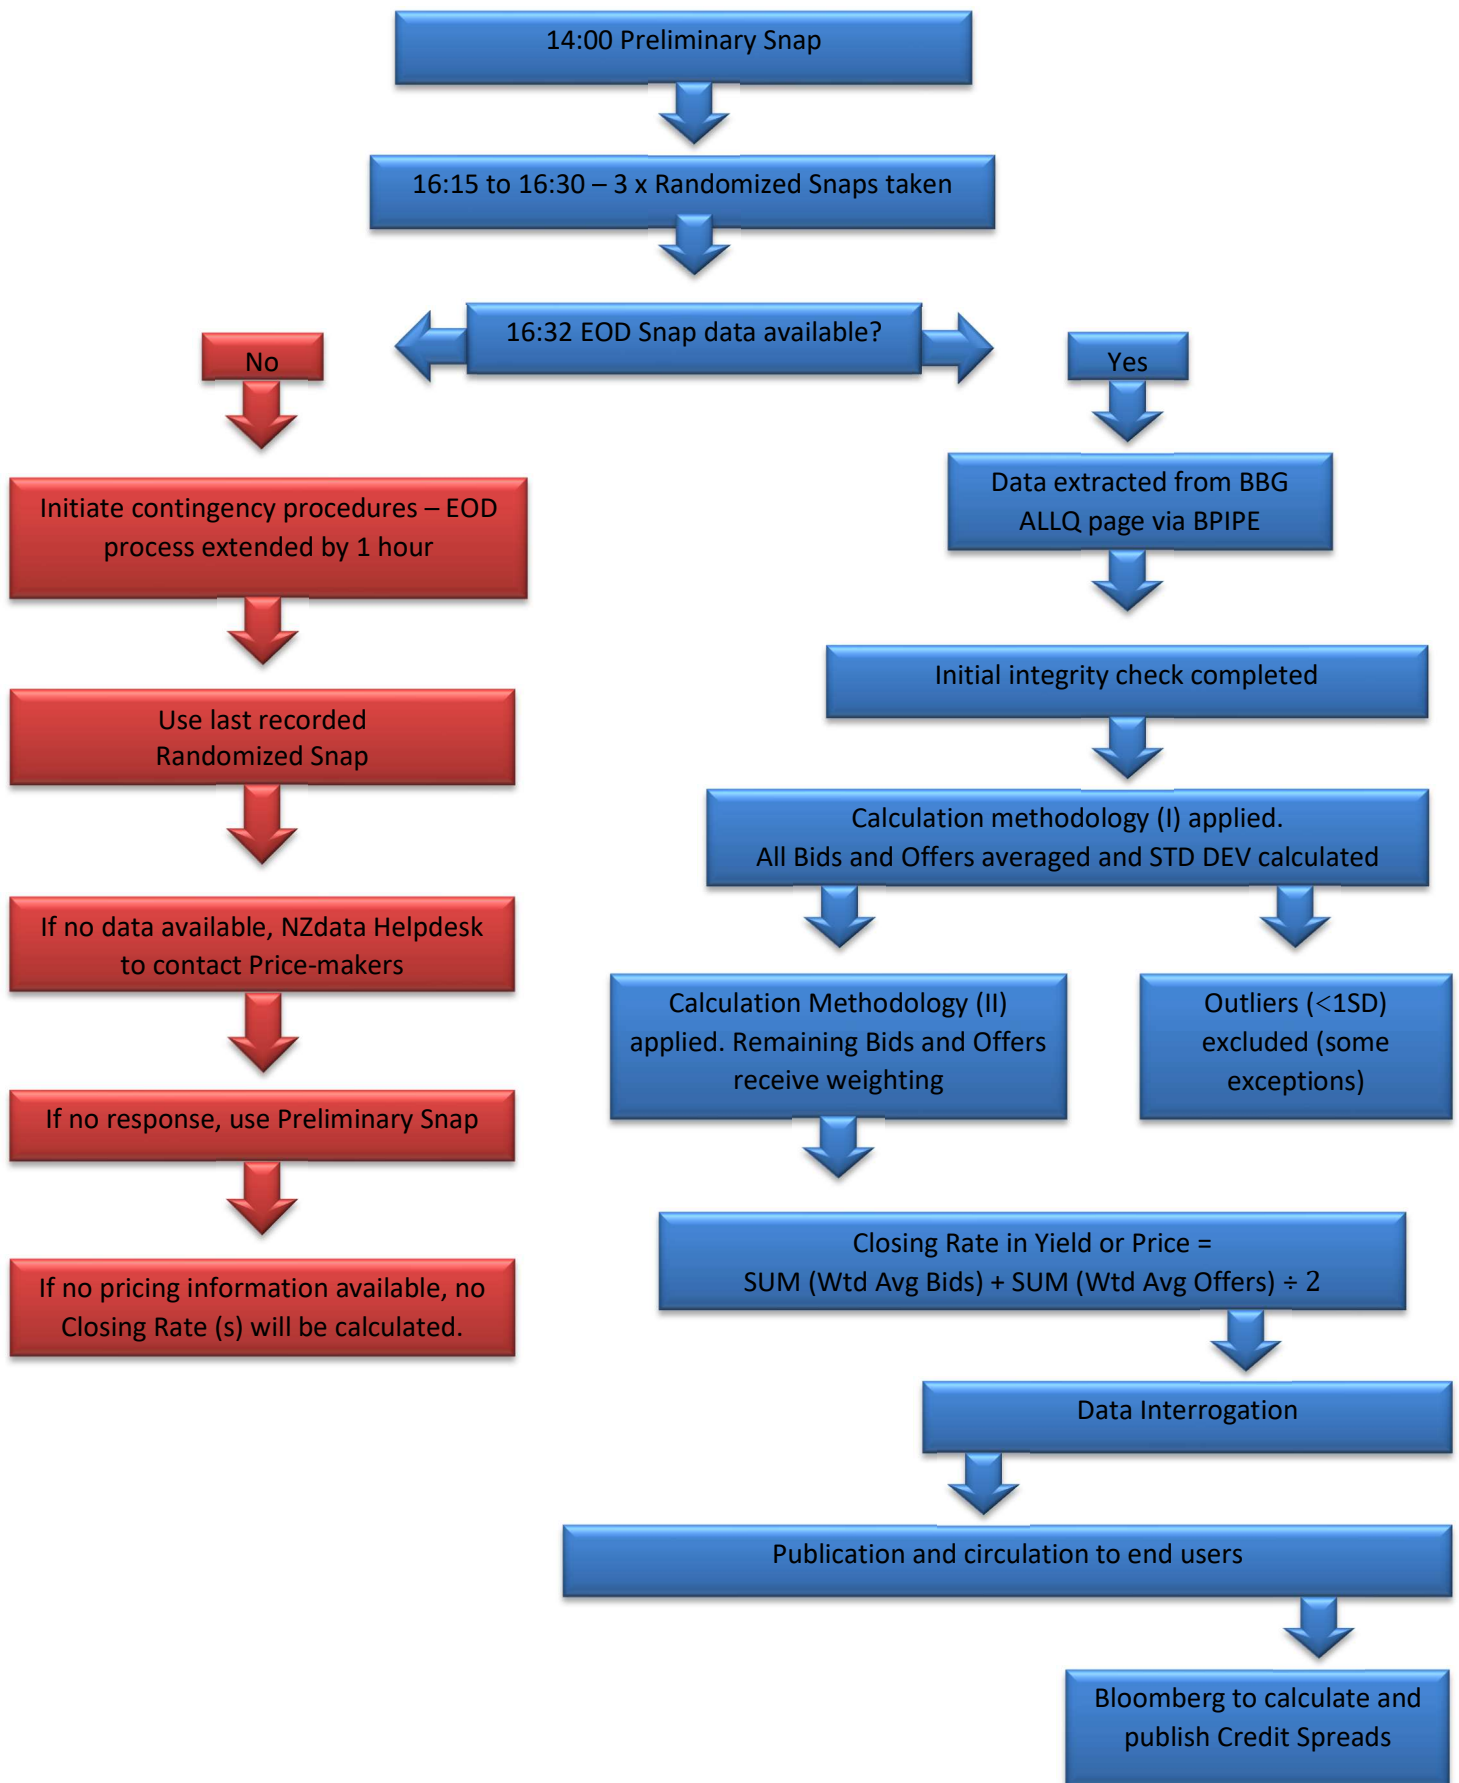 14:00 Preliminary Snap
16:15 to 16:30 – 3 x Randomized Snaps taken
16:32 EOD Snap data available?
No
Initiate contingency procedures – EOD
process extended by 1 hour
Use last recorded
Randomized Snap
If no data available, NZdata Helpdesk
to contact Price-makers
If no response, use Preliminary Snap
If no pricing information available, no
Closing Rate (s) will be calculated.
Yes
Data extracted from BBG
ALLQ page via BPIPE
Initial integrity check completed
Calculation methodology (I) applied.
All Bids and Offers averaged and STD DEV calculated
Calculation Methodology (II)
applied. Remaining Bids and Offers
receive weighting
Outliers (<1SD)
excluded (some
exceptions)
Closing Rate in Yield or Price =
SUM (Wtd Avg Bids) + SUM (Wtd Avg Offers) ÷ 2
Data Interrogation
Publication and circulation to end users
Bloomberg to calculate and
publish Credit Spreads